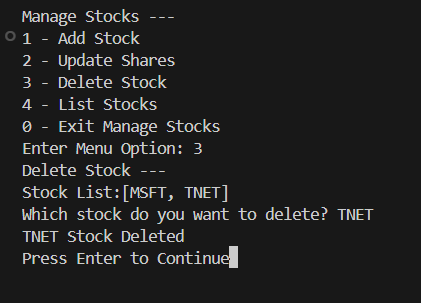 Manage Stocks ---
1 - Add Stock
2 - Update Shares
3 - Delete Stock
4 - List Stocks
0 - Exit Manage Stocks
Enter Menu Option: 3
Delete Stock ---
Stock List:[MSFT, TNET]
Which stock do you want to delete? TNET
TNET Stock Deleted
Press Enter to Continue